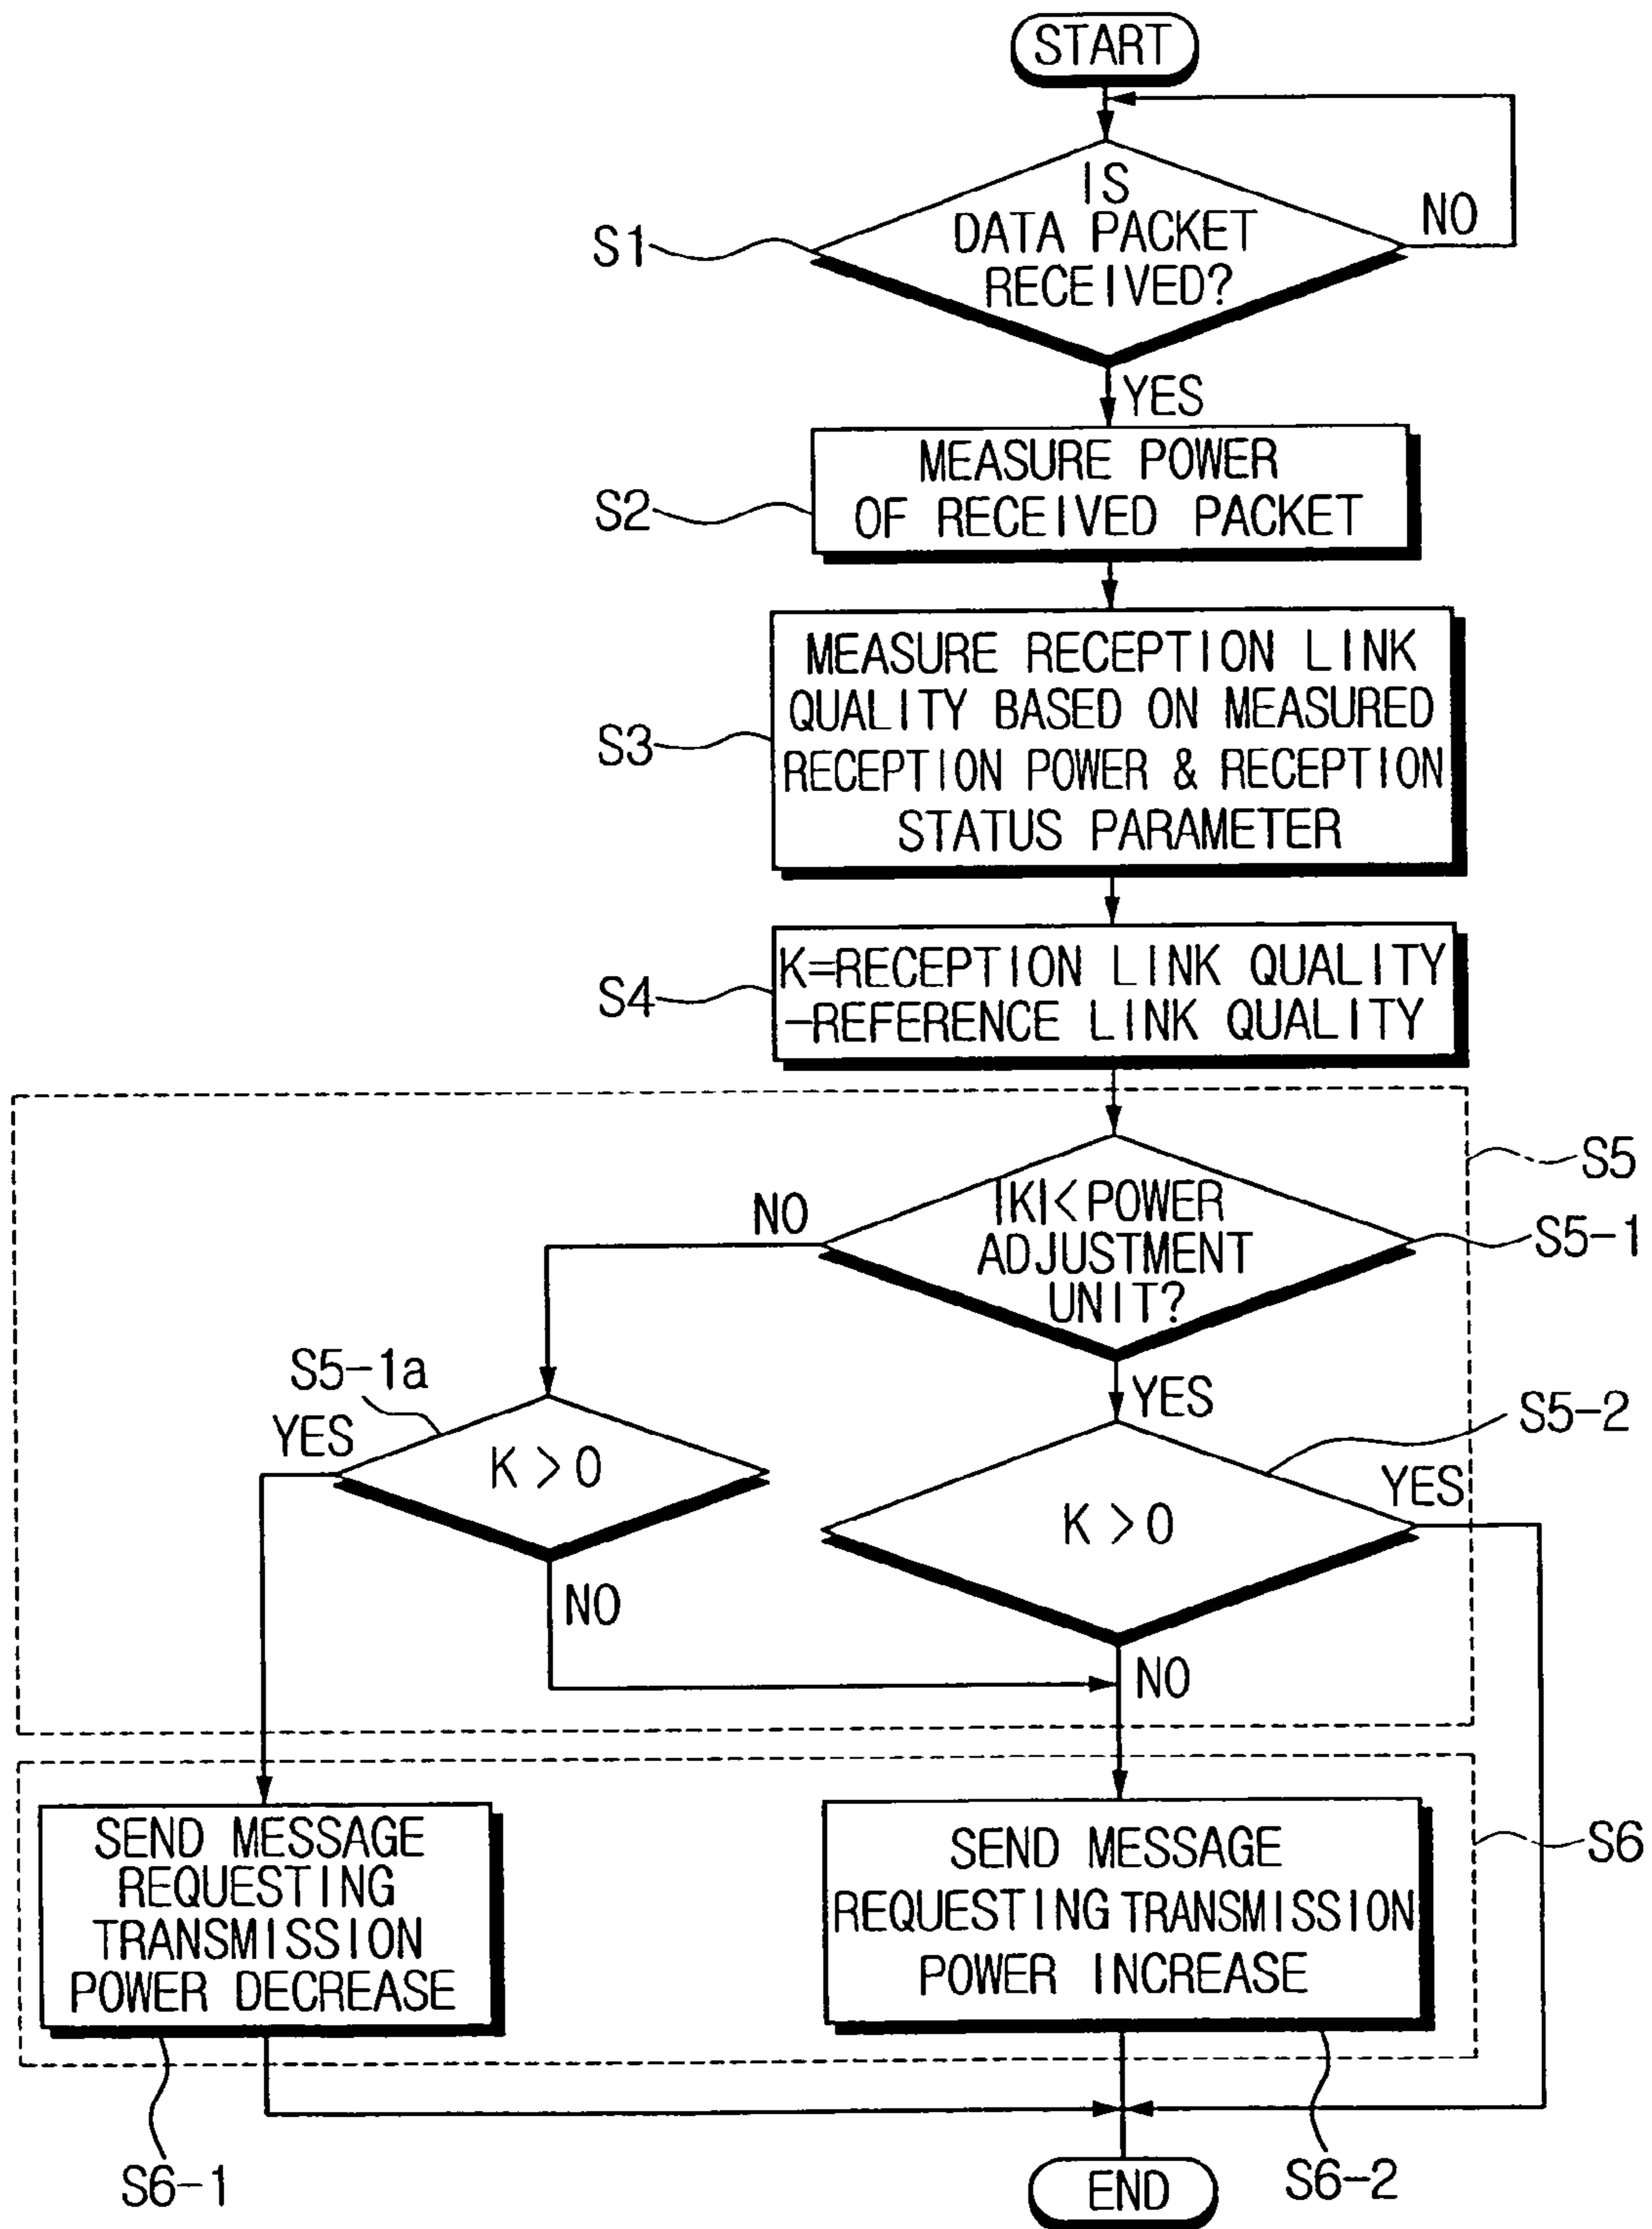 START
IS
DATA PACKET
RECEIVED?
NO
S1
YES
MEASURE POWER
OF RECEIVED PACKET
S2
MEASURE RECEPTION LINK
QUALITY BASED ON MEASURED
RECEPTION POWER & RECEPTION
STATUS PARAMETER
S3
K=RECEPTION LINK QUALITY
-REFERENCE LINK QUALITY
S4
S5
|K|<POWER
ADJUSTMENT
UNIT?
NO
S5-1
YES
S5-1a
YES
K > 0
NO
S5-2
YES
K > 0
NO
S6
SEND MESSAGE
REQUESTING
TRANSMISSION
POWER DECREASE
SEND MESSAGE
REQUESTING TRANSMISSION
POWER INCREASE
S6-1
S6-2
END